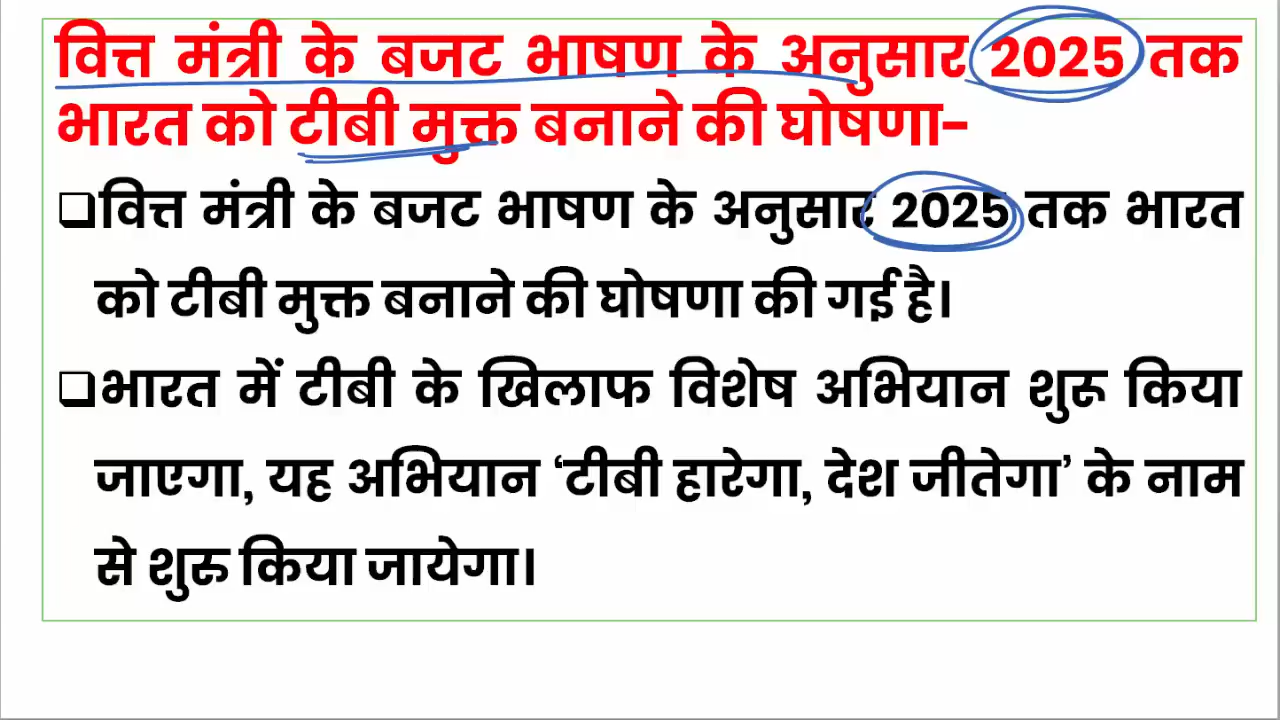 वित्त मंत्री के बजट भाषण के अनुसार 2025 तक
भारत को टीबी मुक्त बनाने की घोषणा-
❑वित्त मंत्री के बजट भाषण के अनुसार 2025 तक भारत
को टीबी मुक्त बनाने की घोषणा की गई है।
❑भारत में टीबी के खिलाफ विशेष अभियान शुरू किया
जाएगा, यह अभियान ‘टीबी हारेगा, देश जीतेगा’ के नाम
से शुरु किया जायेगा।